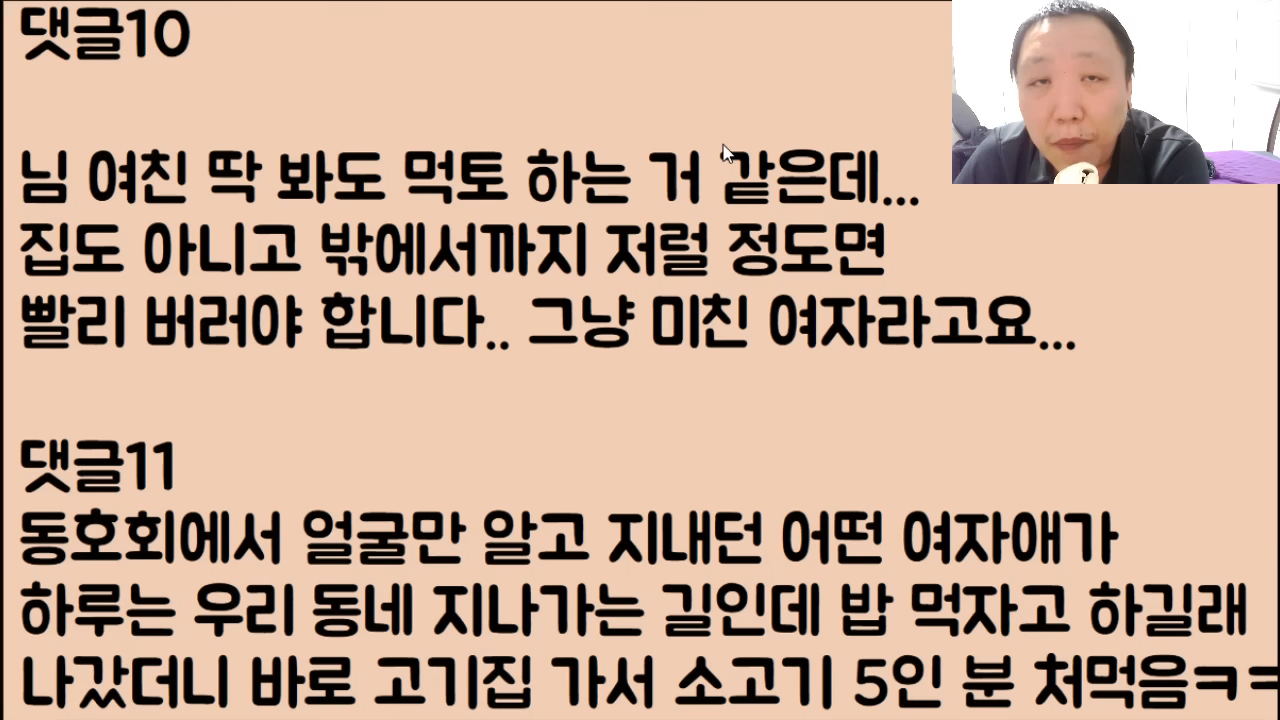 댓글10
님 여친 딱 봐도 먹토 하는 거 같은데...
집도 아니고 밖에서까지 저럴 정도면
빨리 버러야 합니다.. 그냥 미친 여자라고요...
댓글11
동호회에서 얼굴만 알고 지내던 어떤 여자애가
하루는 우리 동네 지나가는 길인데 밥 먹자고 하길래
나갔더니 바로 고기집 가서 소고기 5인 분 처먹음ㅋㅋ